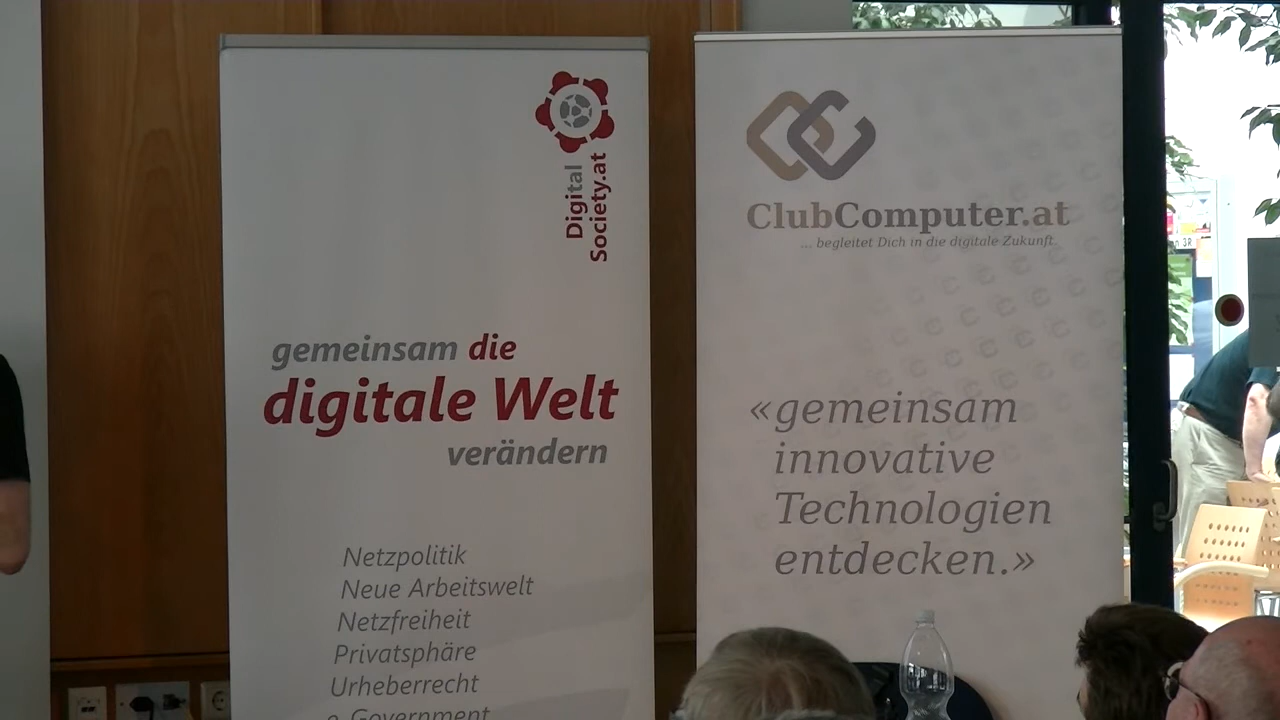 Digital
Society.at
gemeinsam die
digitale Welt
verändern
Netzpolitik
Neue Arbeitswelt
Netzfreiheit
Privatsphäre
Urheberrecht
e-Government
ClubComputer.at
... begleitet Dich in die digitale Zukunft.
«gemeinsam
innovative
Technologien
entdecken.»